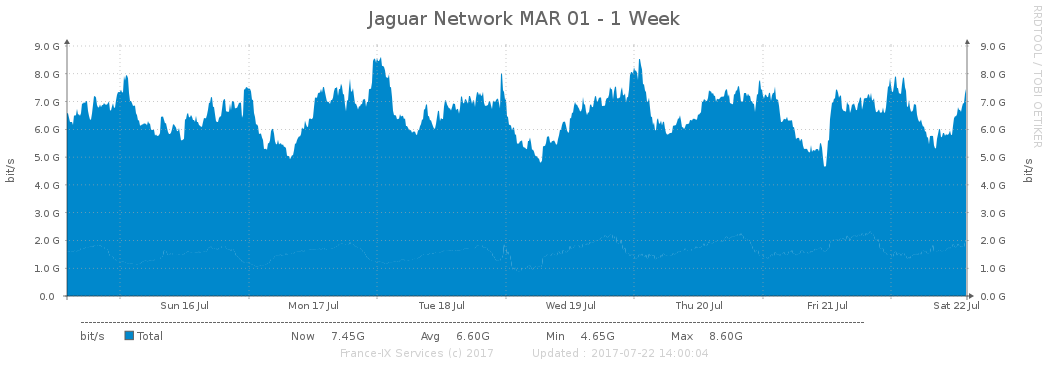 Jaguar Network MAR 01 - 1 Week
RRDTOOL / TOBI OETIKER
bit/s
bit/s
9.0 G 9.0 G
8.0 G 8.0 G
7.0 G 7.0 G
6.0 G 6.0 G
5.0 G 5.0 G
4.0 G 4.0 G
3.0 G 3.0 G
2.0 G 2.0 G
1.0 G 1.0 G
0.0 0.0 G
Sun 16 Jul Mon 17 Jul Tue 18 Jul Wed 19 Jul Thu 20 Jul Fri 21 Jul Sat 22 Jul
bit/s Total Now 7.45G Avg 6.60G Min 4.65G Max 8.60G
France-IX Services (c) 2017 Updated : 2017-07-22 14:00:04